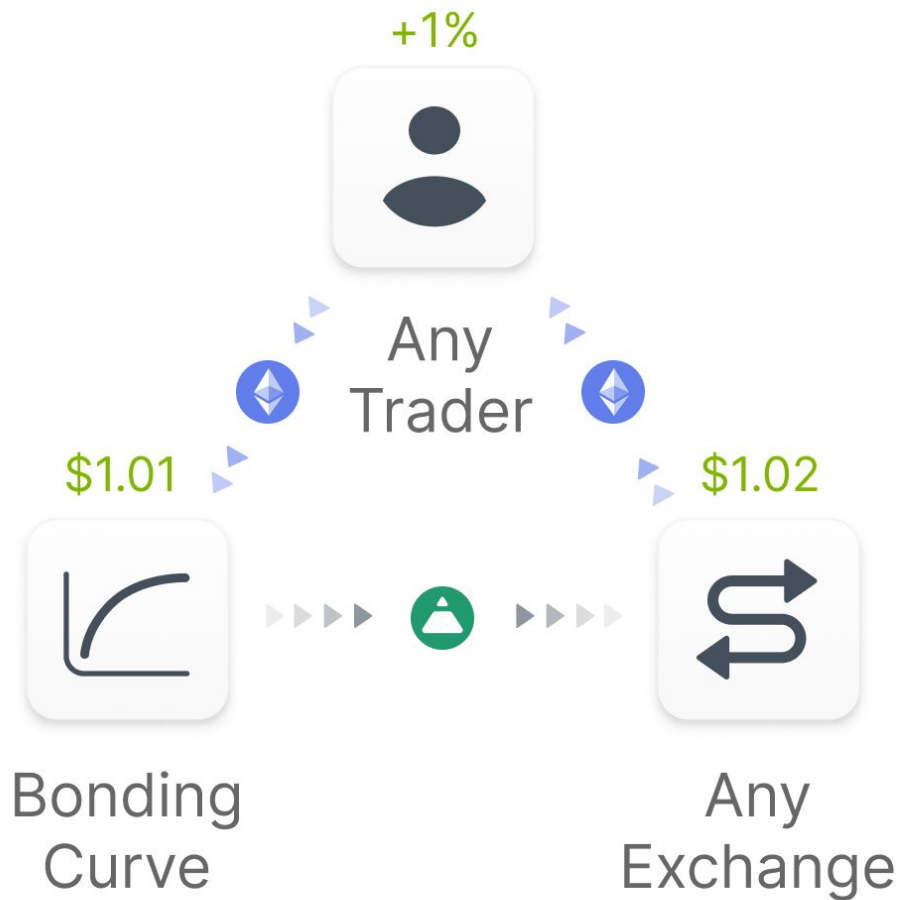 +1%
Any
Trader
$1.01
$1.02
Bonding
Curve
Any
Exchange